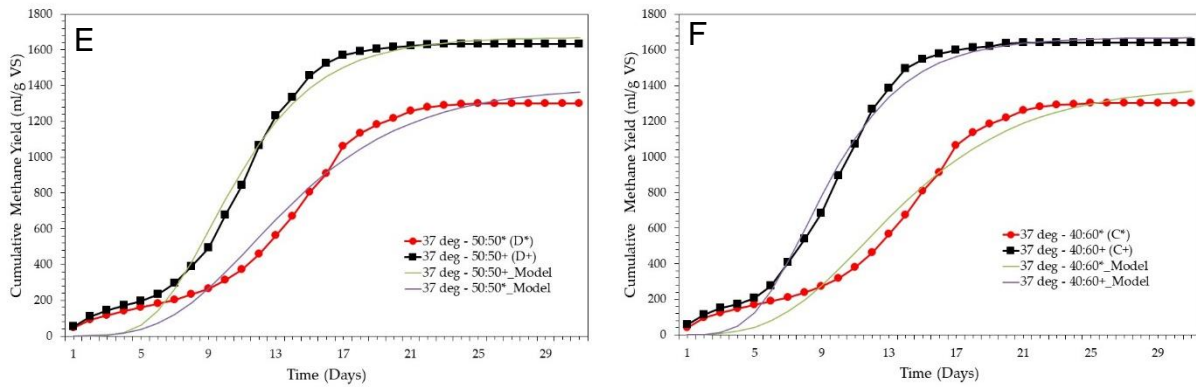 E
Cumulative Methane Yield (ml/g VS)
1800
1600
1400
1200
1000
800
600
400
200
0
37 deg - 50:50* (D*)
37 deg - 50:50+ (D+)
37 deg - 50:50+_Model
37 deg - 50:50*_Model
1 5 9 13 17 21 25 29
Time (Days)
F
Cumulative Methane Yield (ml/g VS)
1800
1600
1400
1200
1000
800
600
400
200
0
37 deg - 40:60* (C*)
37 deg - 40:60+ (C+)
37 deg - 40:60*_Model
37 deg - 40:60+_Model
1 5 9 13 17 21 25 29
Time (Days)